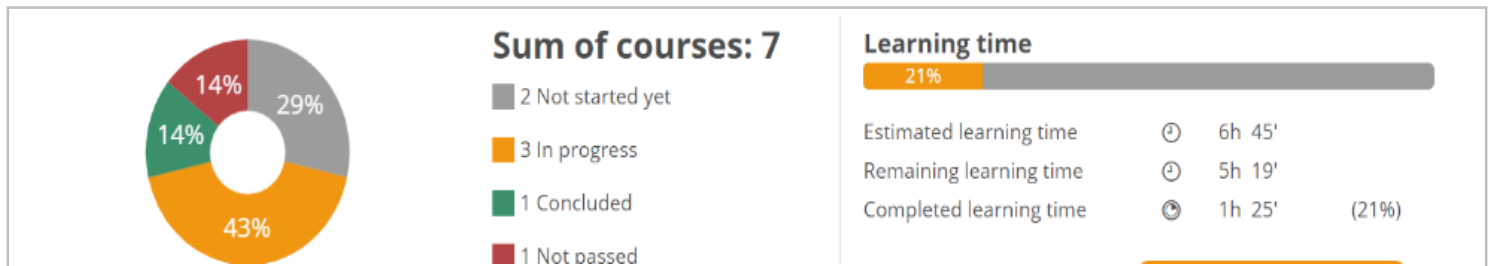 14%
29%
14%
43%
Sum of courses: 7
2 Not started yet
3 In progress
1 Concluded
1 Not passed
Learning time
21%
Estimated learning time 6h 45'
Remaining learning time 5h 19'
Completed learning time 1h 25' (21%)